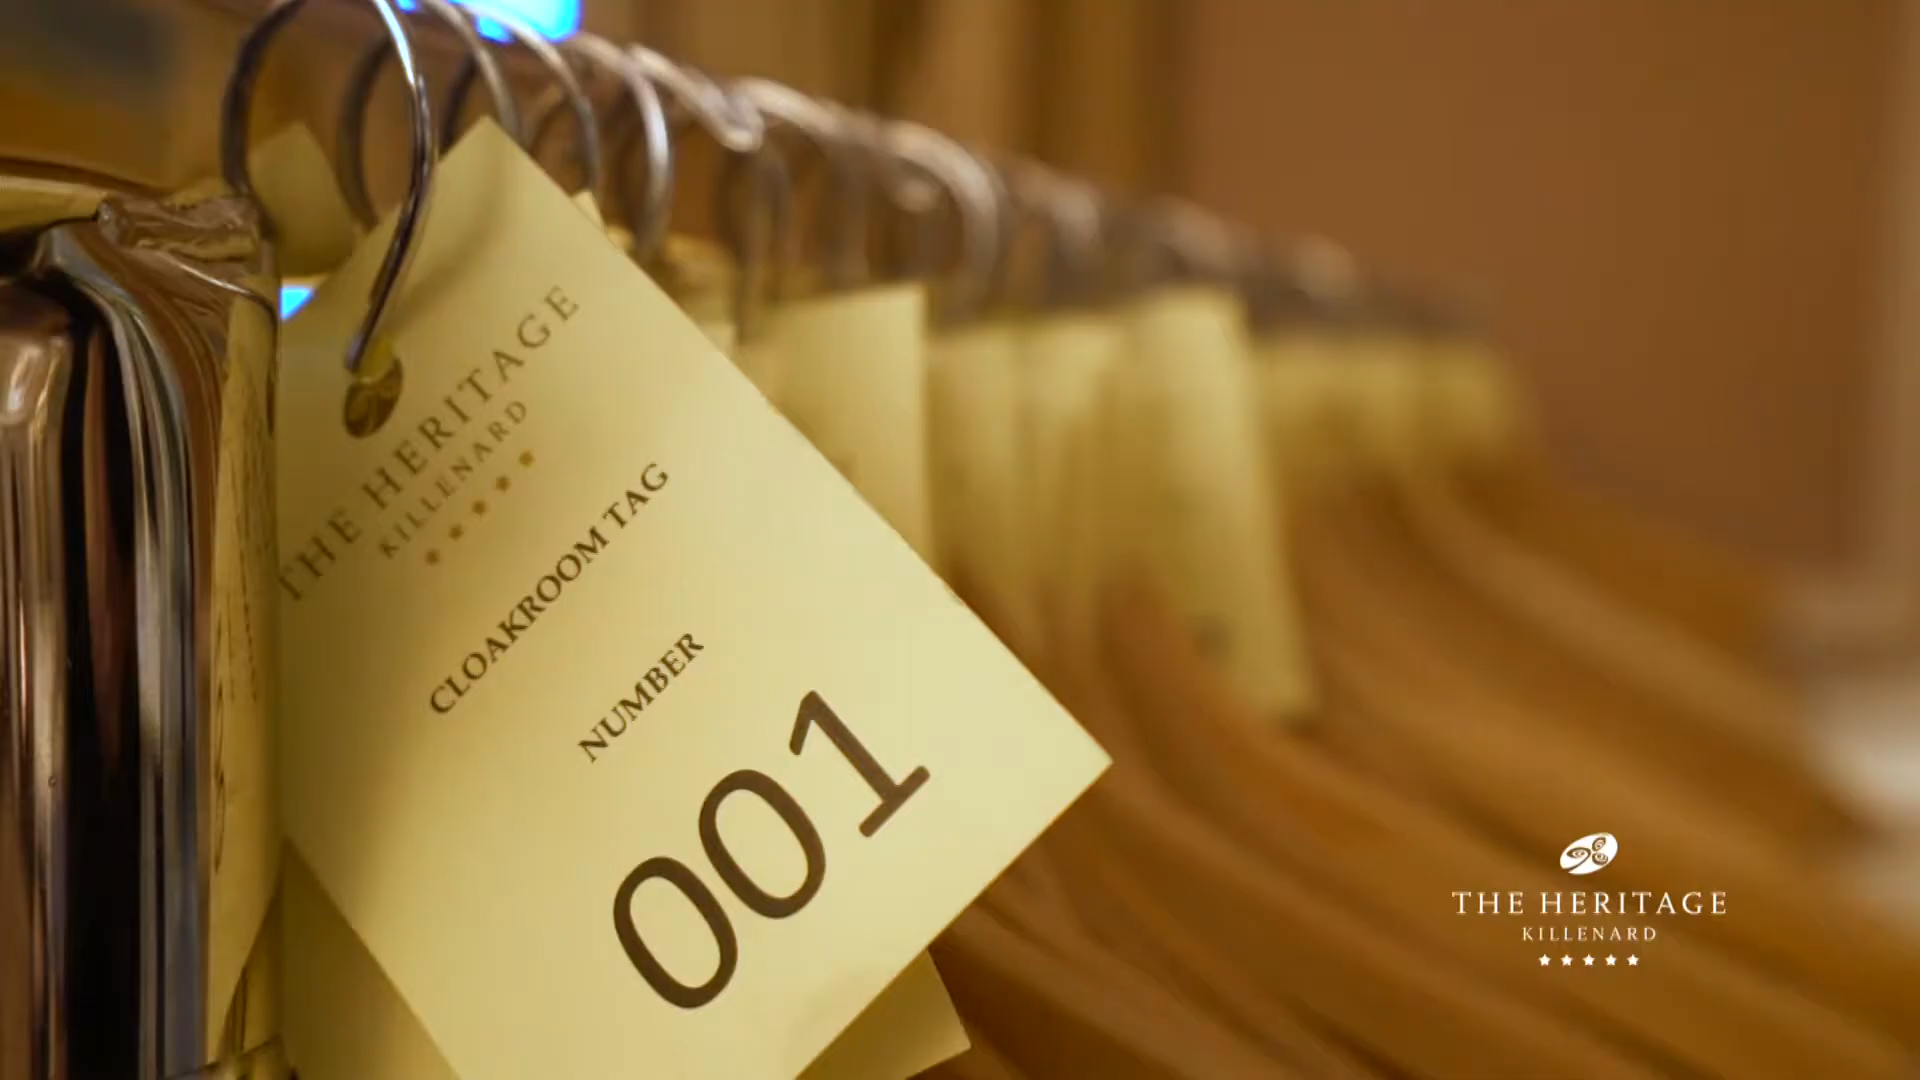 THE HERITAGE
KILLENARD
CLOAKROOM TAG
NUMBER
001
THE HERITAGE
KILLENARD